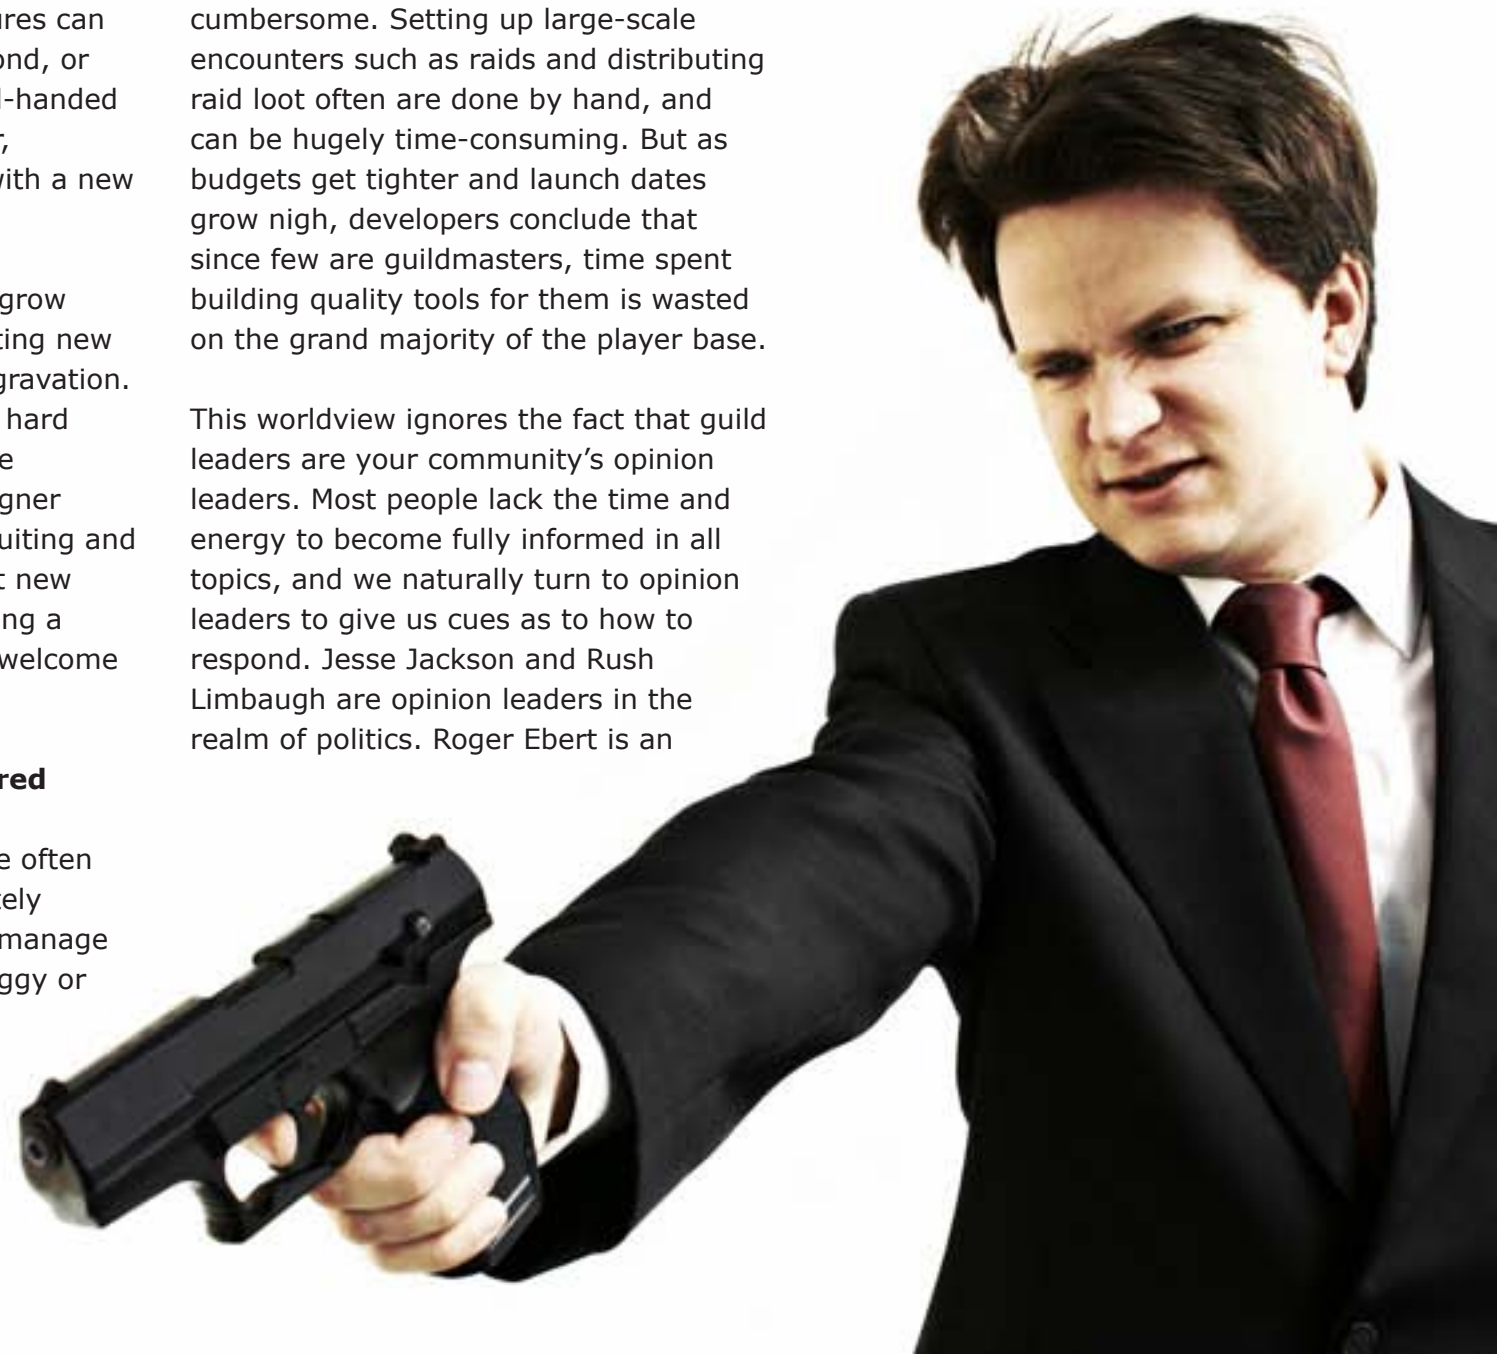 ures can
ond, or
-handed
r,
with a new
grow
ting new
gravation.
hard
e
gner
uiting and
t new
ng a
welcome
red
e often
tely
manage
ggy or
cumbersome. Setting up large-scale
encounters such as raids and distributing
raid loot often are done by hand, and
can be hugely time-consuming. But as
budgets get tighter and launch dates
grow nigh, developers conclude that
since few are guildmasters, time spent
building quality tools for them is wasted
on the grand majority of the player base.
This worldview ignores the fact that guild
leaders are your community’s opinion
leaders. Most people lack the time and
energy to become fully informed in all
topics, and we naturally turn to opinion
leaders to give us cues as to how to
respond. Jesse Jackson and Rush
Limbaugh are opinion leaders in the
realm of politics. Roger Ebert is an